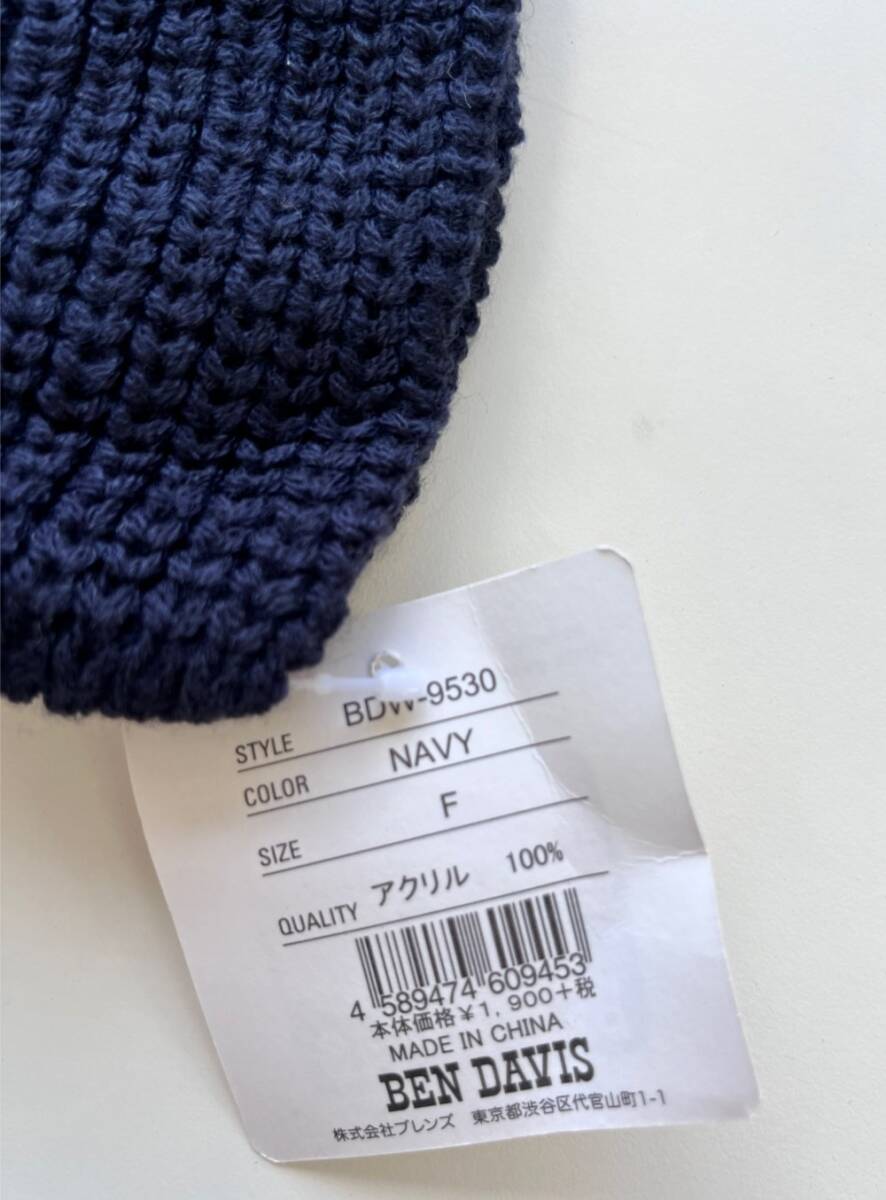 STYLE BDW-9530
COLOR NAVY
SIZE F
QUALITY アクリル 100%
4 589474 609453
本体価格¥1,900+税
MADE IN CHINA
BEN DAVIS
株式会社ブレンズ 東京都渋谷区代官山町1-1